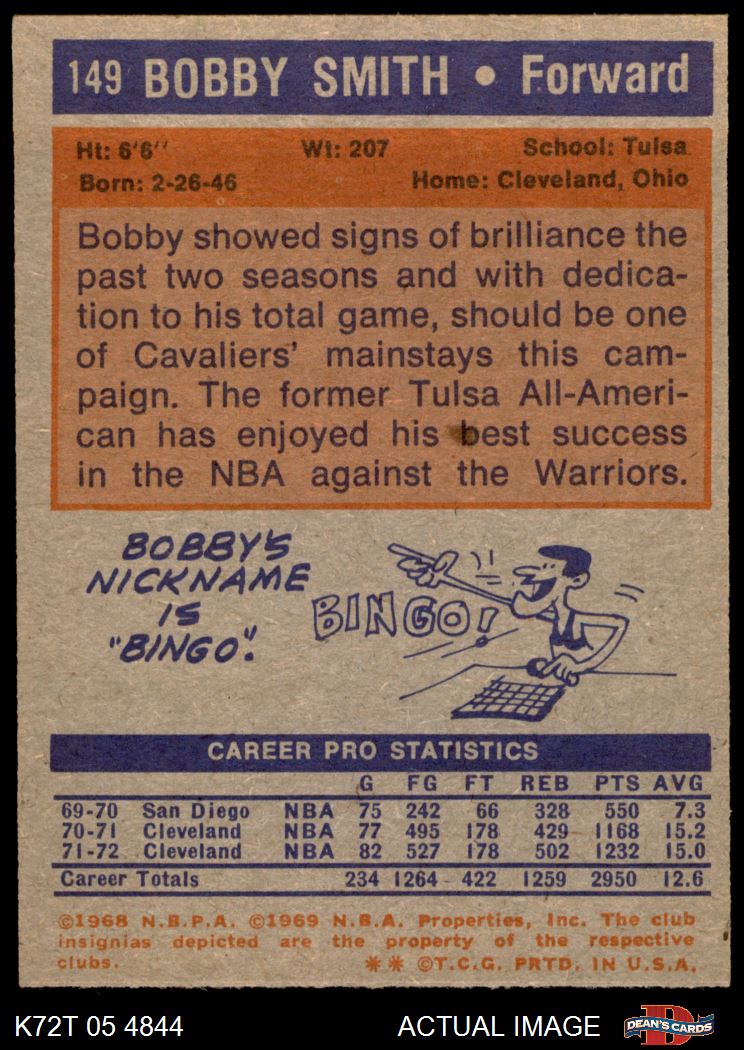 149 BOBBY SMITH • Forward
Ht: 6'6'' Wt: 207 School: Tulsa
Born: 2-26-46 Home: Cleveland, Ohio
Bobby showed signs of brilliance the
past two seasons and with dedica-
tion to his total game, should be one
of Cavaliers' mainstays this cam-
paign. The former Tulsa All-Ameri-
can has enjoyed his best success
in the NBA against the Warriors.
BOBBY'S
NICKNAME
IS
"BINGO".
BINGO!
CAREER PRO STATISTICS
G FG FT REB PTS AVG
69-70 San Diego NBA 75 242 66 328 550 7.3
70-71 Cleveland NBA 77 495 178 429 1168 15.2
71-72 Cleveland NBA 82 527 178 502 1232 15.0
Career Totals 234 1264 422 1259 2950 12.6
©1968 N.B.P.A. ©1969 N.B.A. Properties, Inc. The club
insignias depicted are the property of the respective
clubs. ** ©T.C.G. PRTD. IN U.S.A.
K72T 05 4844 ACTUAL IMAGE DEAN'S CARDS